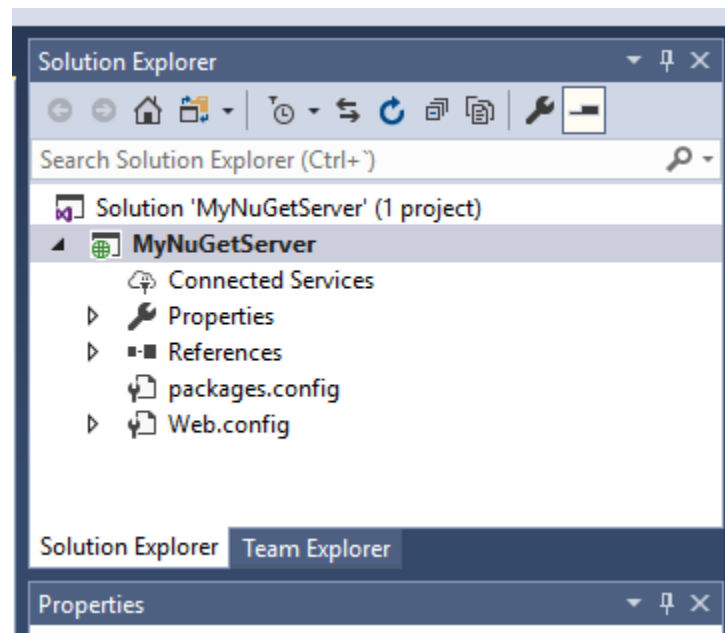 Solution Explorer
Search Solution Explorer (Ctrl+`)
Solution 'MyNuGetServer' (1 project)
MyNuGetServer
Connected Services
Properties
References
packages.config
Web.config
Solution Explorer Team Explorer
Properties